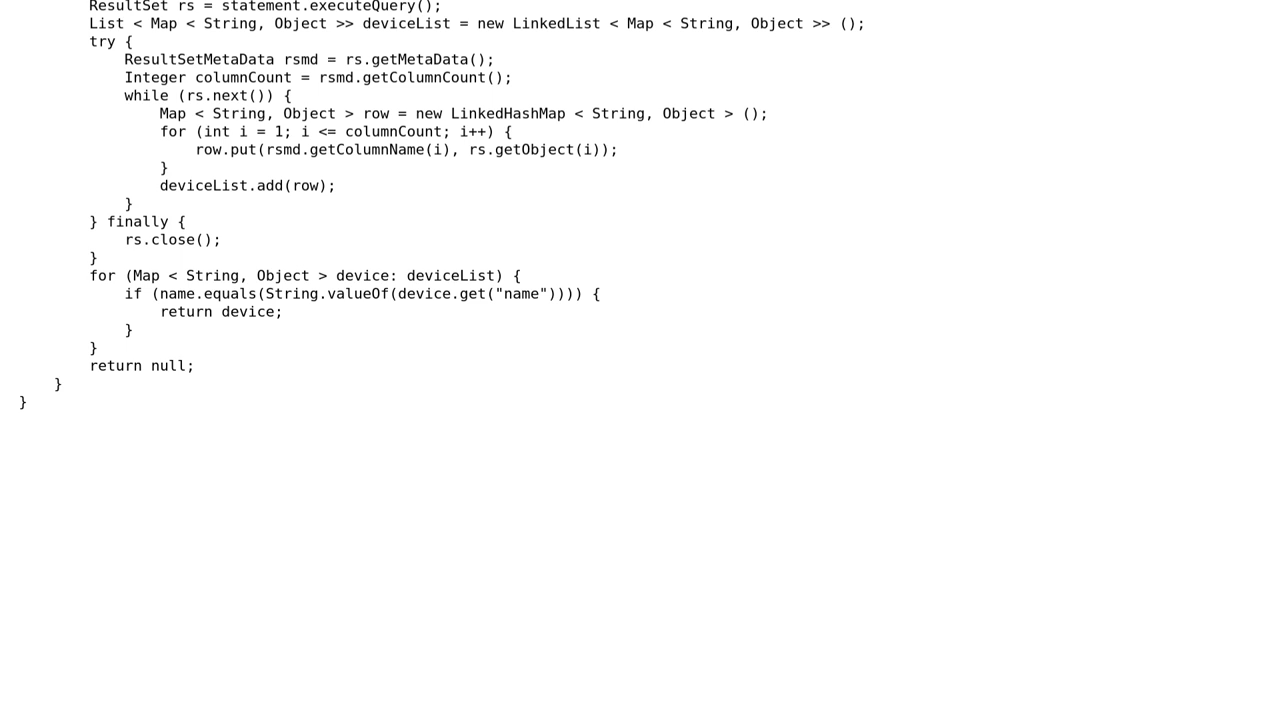 ResultSet rs = statement.executeQuery();
        List < Map < String, Object >> deviceList = new LinkedList < Map < String, Object >> ();
        try {
            ResultSetMetaData rsmd = rs.getMetaData();
            Integer columnCount = rsmd.getColumnCount();
            while (rs.next()) {
                Map < String, Object > row = new LinkedHashMap < String, Object > ();
                for (int i = 1; i <= columnCount; i++) {
                    row.put(rsmd.getColumnName(i), rs.getObject(i));
                }
                deviceList.add(row);
            }
        } finally {
            rs.close();
        }
        for (Map < String, Object > device: deviceList) {
            if (name.equals(String.valueOf(device.get("name")))) {
                return device;
            }
        }
        return null;
    }
}